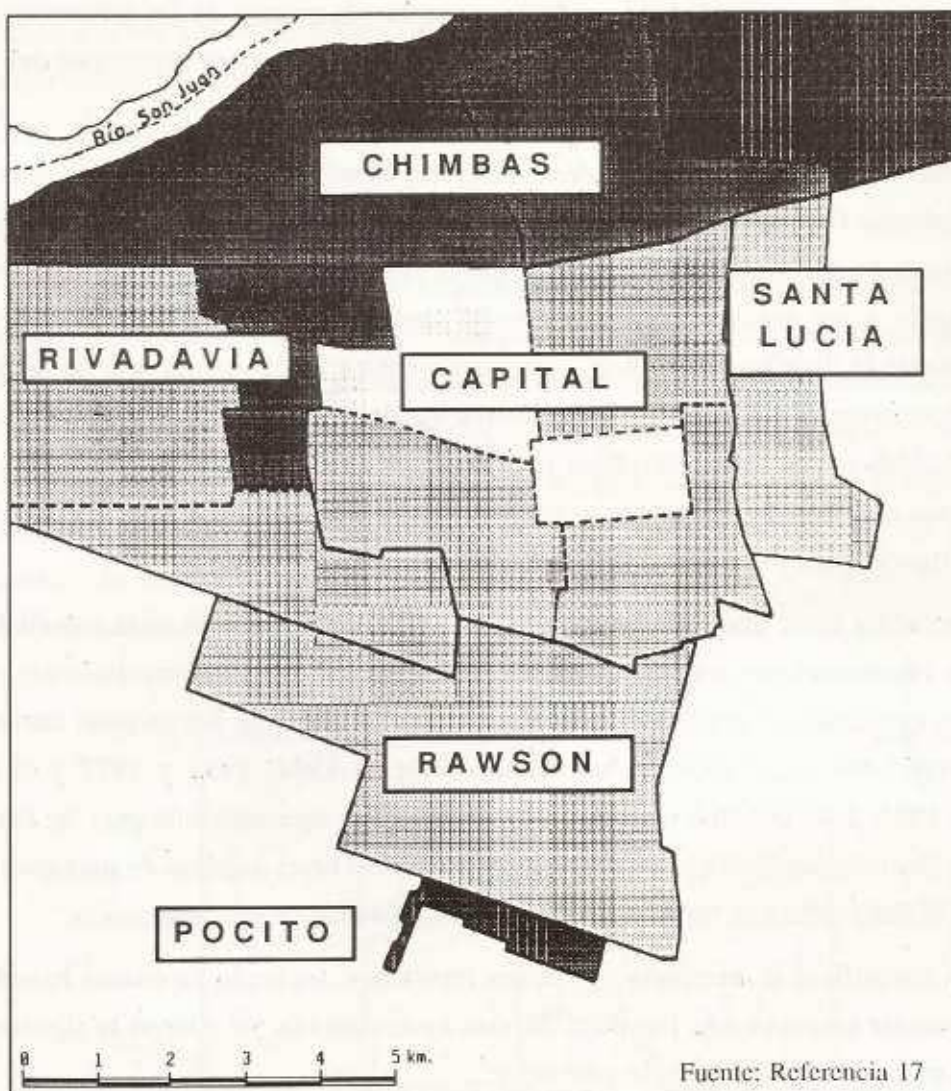 Río San Juan
CHIMBAS
SANTA
LUCIA
RIVADAVIA
CAPITAL
RAWSON
POCITO
0 1 2 3 4 5 km.
Fuente: Referencia 17